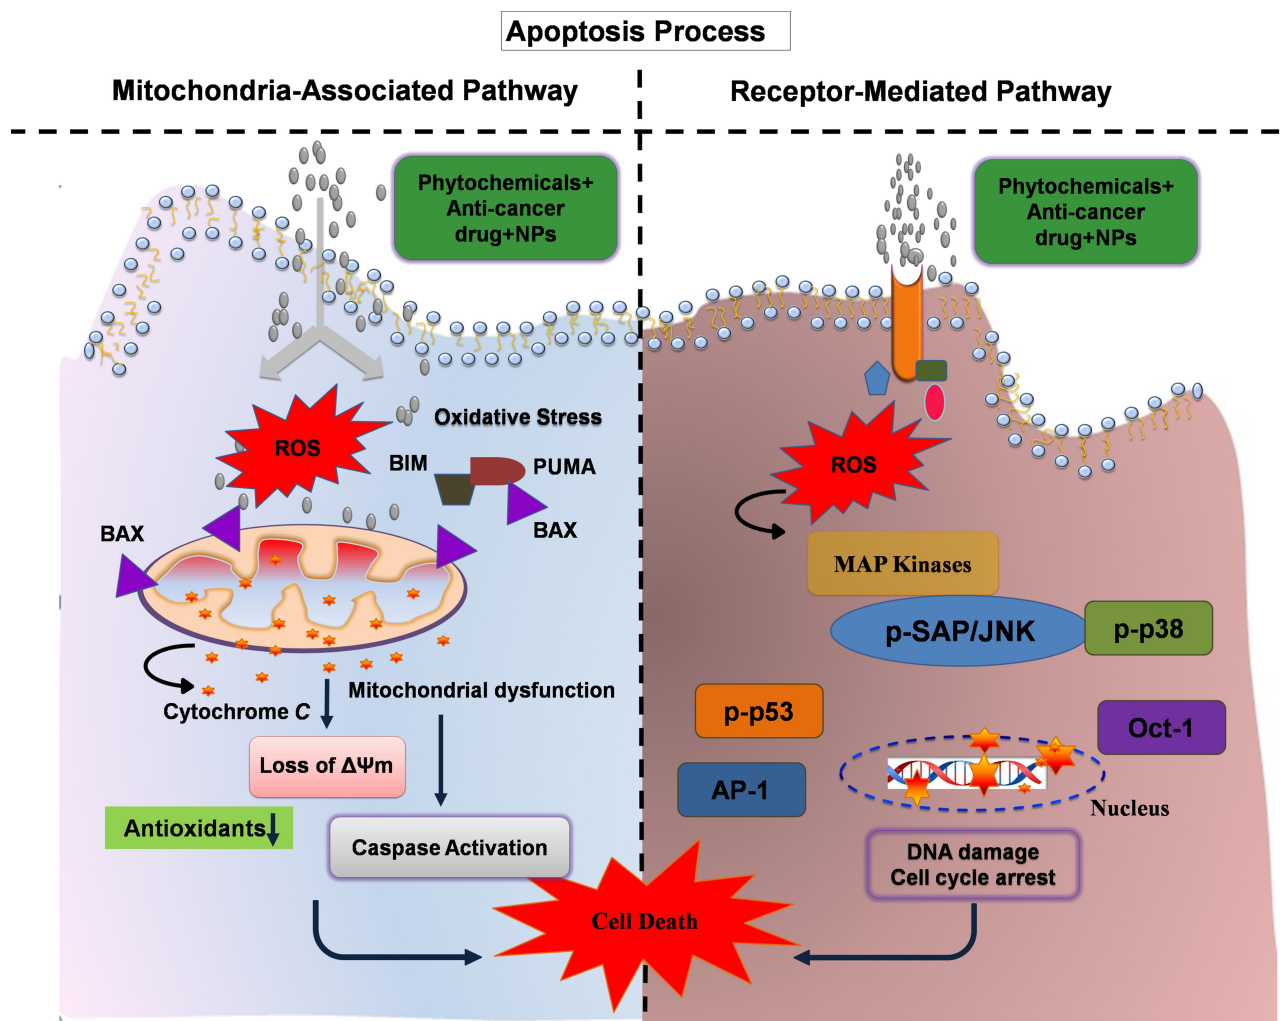 Apoptosis Process
Mitochondria-Associated Pathway
Receptor-Mediated Pathway
Phytochemicals+
Anti-cancer
drug+NPs
ROS
Oxidative Stress
BIM
PUMA
BAX
BAX
Mitochondrial dysfunction
Cytochrome C
Loss of ΔΨm
Antioxidants
Caspase Activation
Phytochemicals+
Anti-cancer
drug+NPs
ROS
MAP Kinases
p-SAP/JNK
p-p38
p-p53
Oct-1
AP-1
Nucleus
DNA damage
Cell cycle arrest
Cell Death